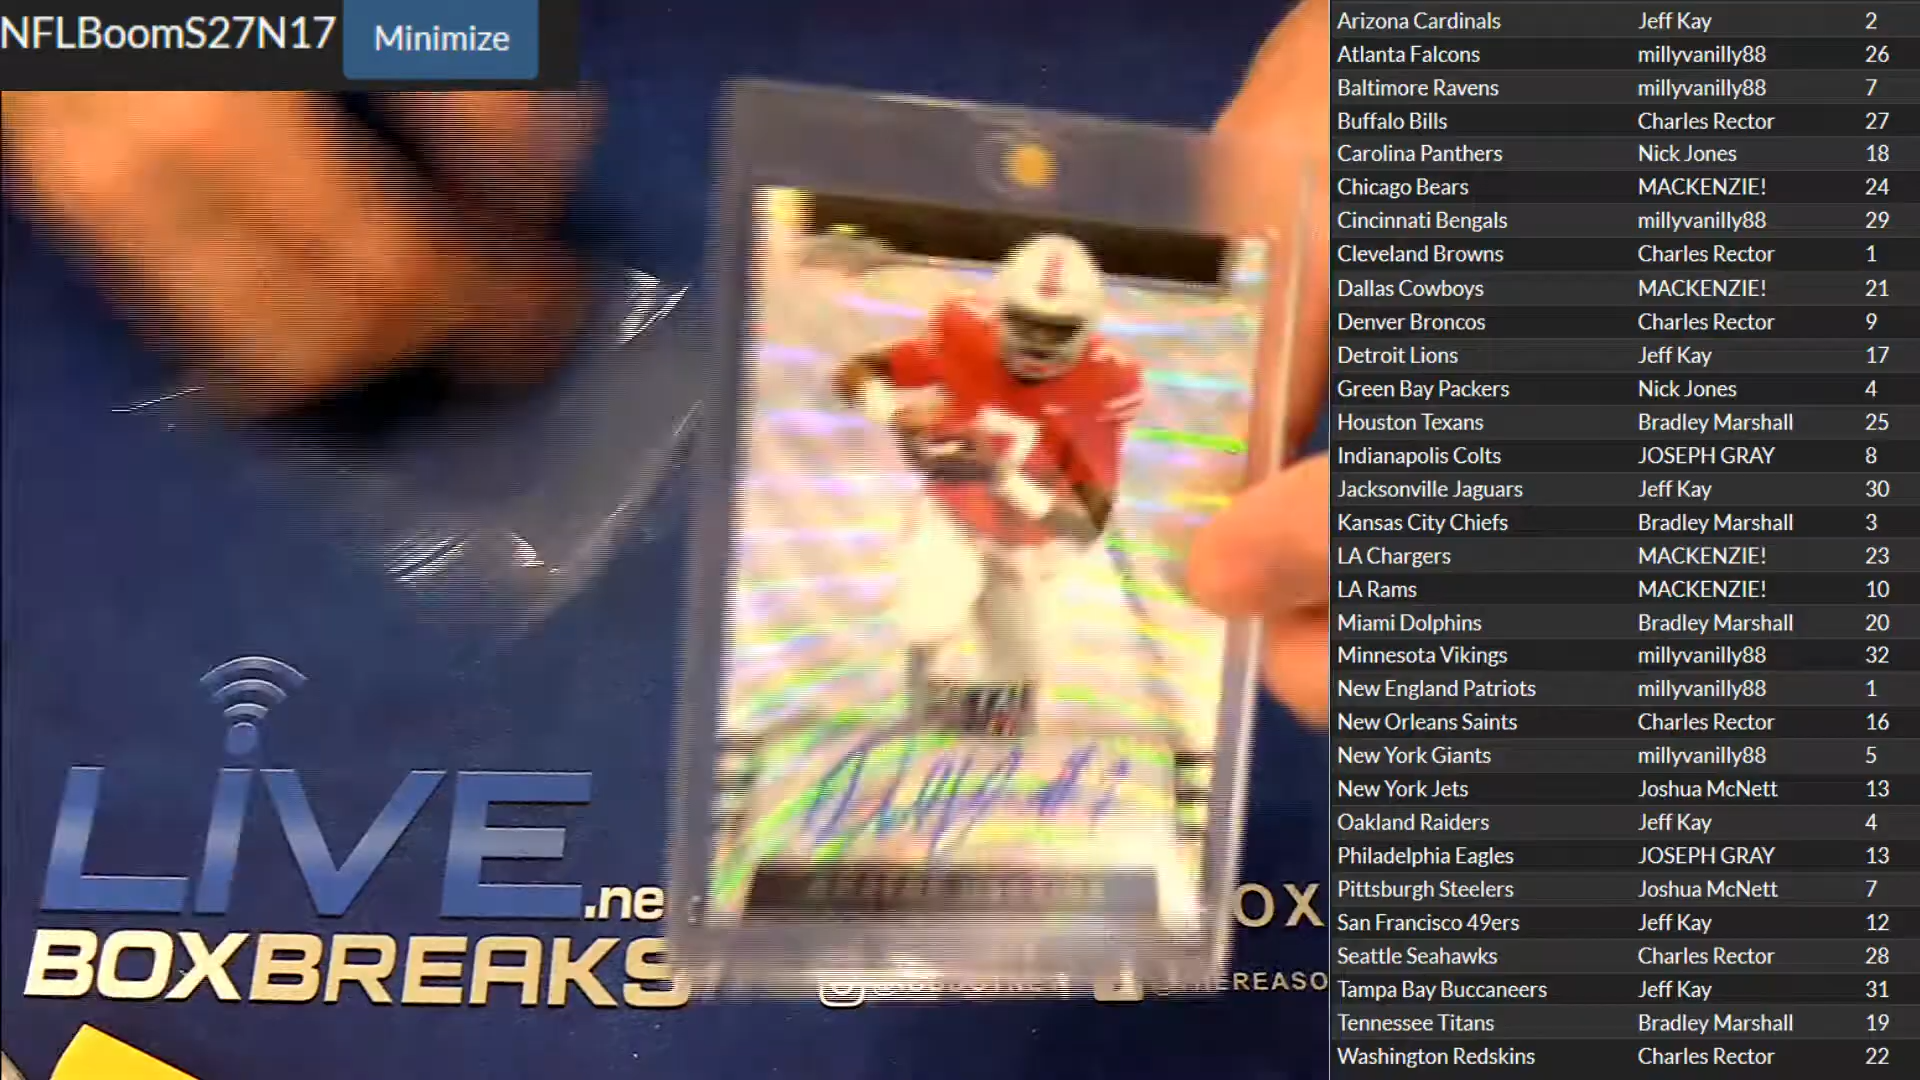 NFLBoomS27N17 Minimize
LIVE.ne
BOXBREAKS
OX
EREASO
7
Arizona Cardinals Jeff Kay 2
Atlanta Falcons millyvanilly88 26
Baltimore Ravens millyvanilly88 7
Buffalo Bills Charles Rector 27
Carolina Panthers Nick Jones 18
Chicago Bears MACKENZIE! 24
Cincinnati Bengals millyvanilly88 29
Cleveland Browns Charles Rector 1
Dallas Cowboys MACKENZIE! 21
Denver Broncos Charles Rector 9
Detroit Lions Jeff Kay 17
Green Bay Packers Nick Jones 4
Houston Texans Bradley Marshall 25
Indianapolis Colts JOSEPH GRAY 8
Jacksonville Jaguars Jeff Kay 30
Kansas City Chiefs Bradley Marshall 3
LA Chargers MACKENZIE! 23
LA Rams MACKENZIE! 10
Miami Dolphins Bradley Marshall 20
Minnesota Vikings millyvanilly88 32
New England Patriots millyvanilly88 1
New Orleans Saints Charles Rector 16
New York Giants millyvanilly88 5
New York Jets Joshua McNett 13
Oakland Raiders Jeff Kay 4
Philadelphia Eagles JOSEPH GRAY 13
Pittsburgh Steelers Joshua McNett 7
San Francisco 49ers Jeff Kay 12
Seattle Seahawks Charles Rector 28
Tampa Bay Buccaneers Jeff Kay 31
Tennessee Titans Bradley Marshall 19
Washington Redskins Charles Rector 22